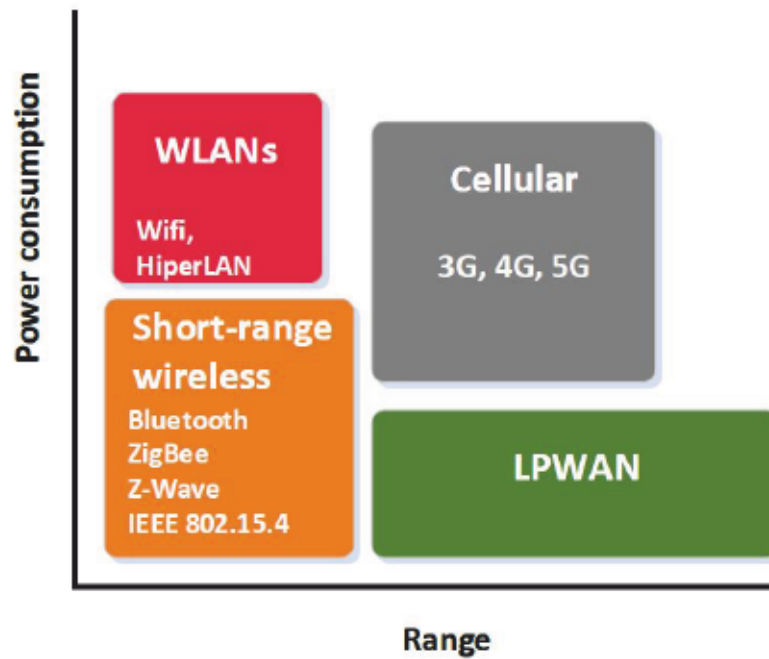 Power consumption
WLANs
Wifi,
HiperLAN
Cellular
3G, 4G, 5G
Short-range
wireless
Bluetooth
ZigBee
Z-Wave
IEEE 802.15.4
LPWAN
Range